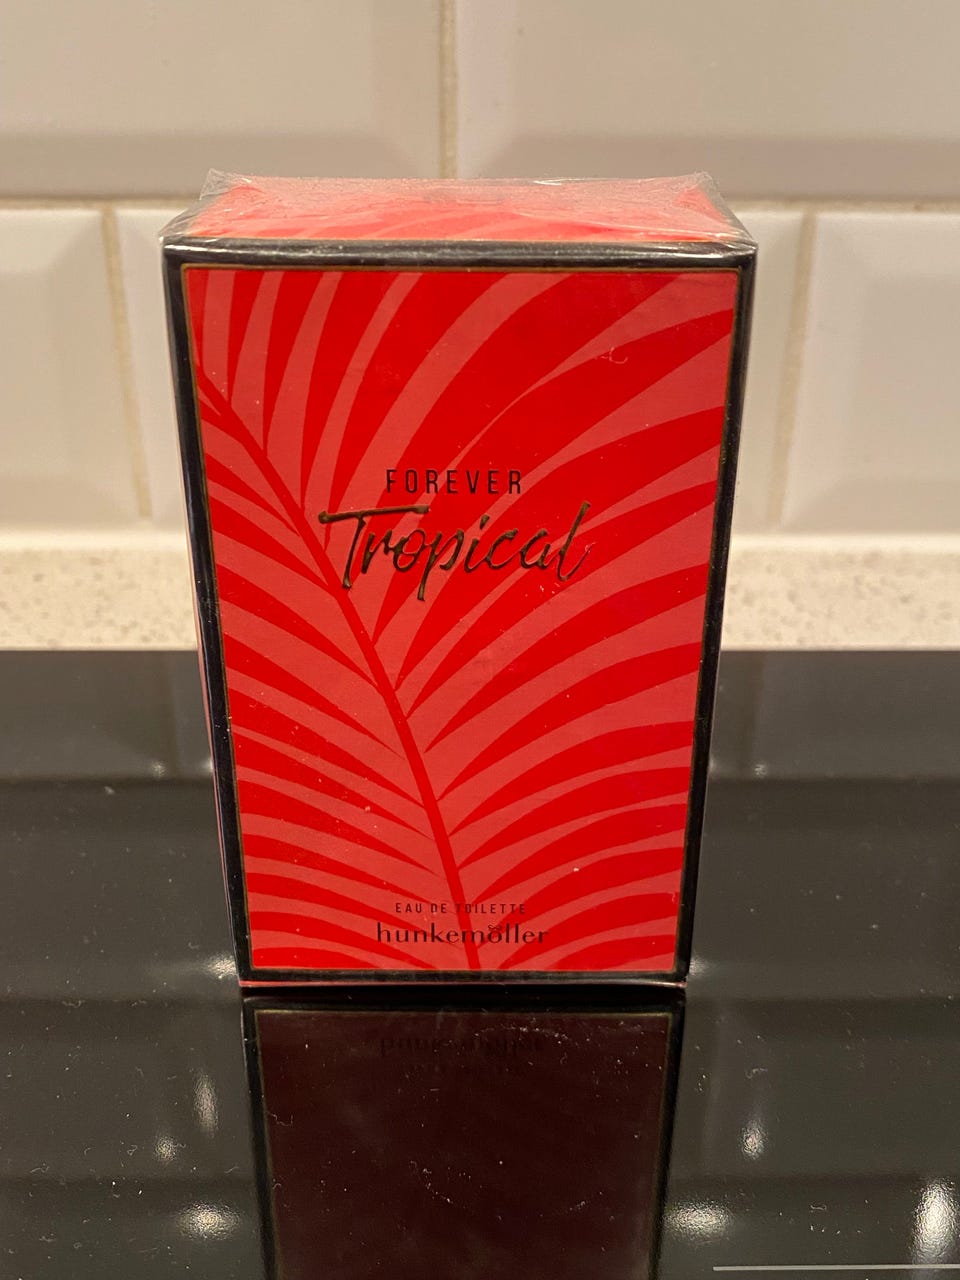 FOREVER
Tropical
EAU DE TOILETTE
hunkemöller